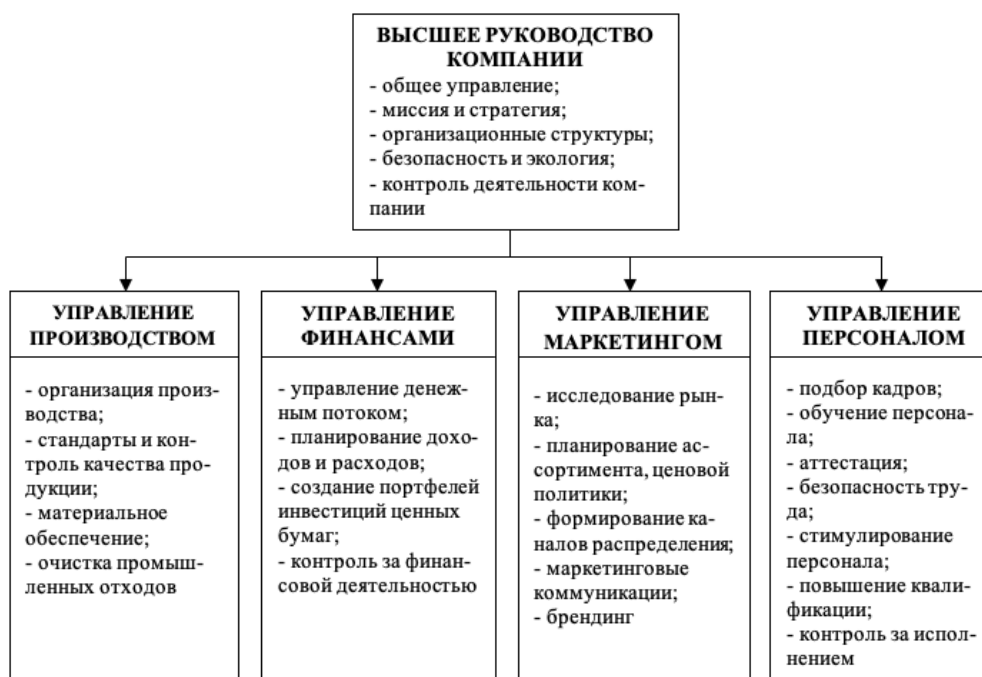 ВЫСШЕЕ РУКОВОДСТВО
КОМПАНИИ
- общее управление;
- миссия и стратегия;
- организационные структуры;
- безопасность и экология;
- контроль деятельности ком-
пании
УПРАВЛЕНИЕ
ПРОИЗВОДСТВОМ
- организация произ-
водства;
- стандарты и кон-
троль качества про-
дукции;
- материальное
обеспечение;
- очистка промыш-
ленных отходов
УПРАВЛЕНИЕ
ФИНАНСАМИ
- управление денеж-
ным потоком;
- планирование дохо-
дов и расходов;
- создание портфелей
инвестиций ценных
бумаг;
- контроль за финан-
совой деятельностью
УПРАВЛЕНИЕ
МАРКЕТИНГОМ
- исследование рын-
ка;
- планирование ас-
сортимента, ценовой
политики;
- формирование ка-
налов распределения;
- маркетинговые
коммуникации;
- брендинг
УПРАВЛЕНИЕ
ПЕРСОНАЛОМ
- подбор кадров;
- обучение персона-
ла;
- аттестация;
- безопасность тру-
да;
- стимулирование
персонала;
- повышение квали-
фикации;
- контроль за испол-
нением